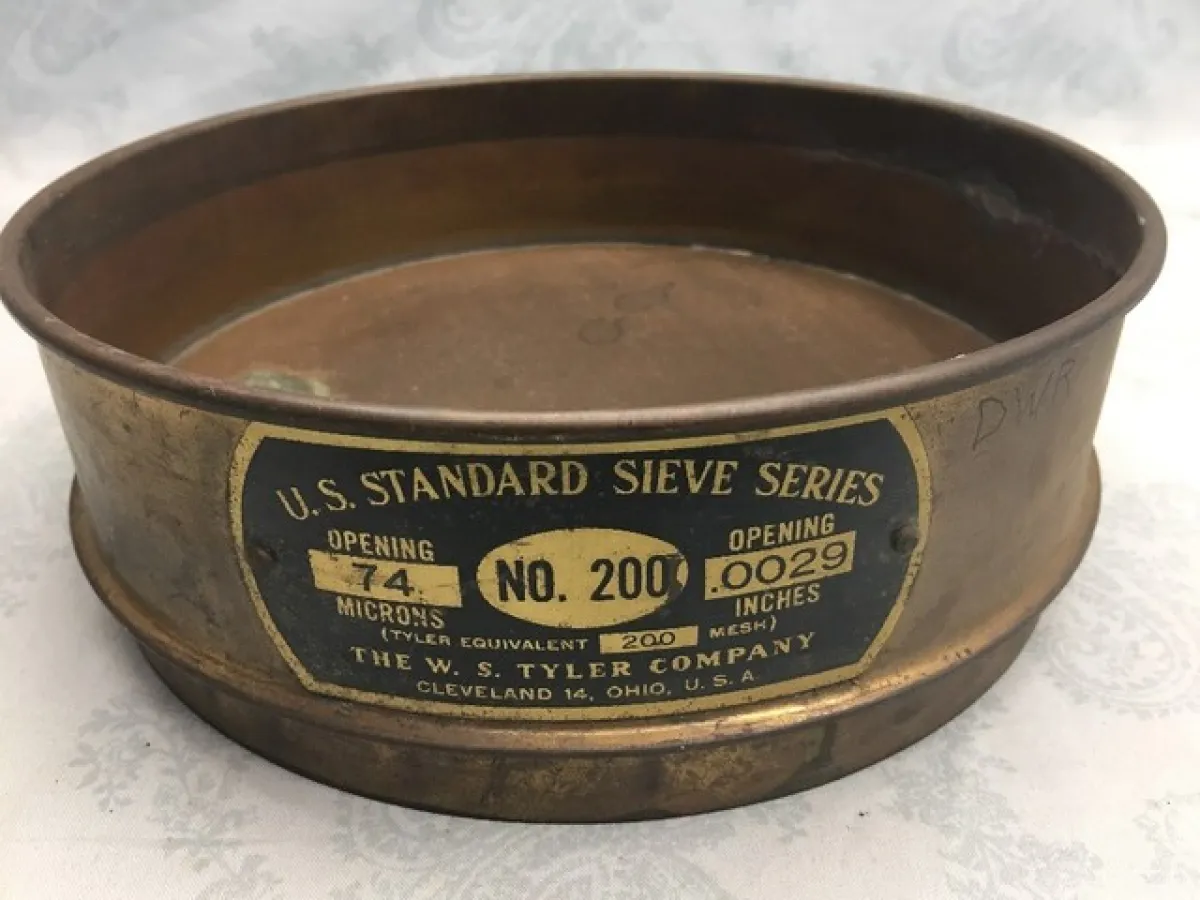 DWR
U.S. STANDARD SIEVE SERIES
OPENING
74
MICRONS
NO. 200
OPENING
.0029
INCHES
(TYLER EQUIVALENT 200 MESH)
THE W. S. TYLER COMPANY
CLEVELAND 14, OHIO, U.S.A.